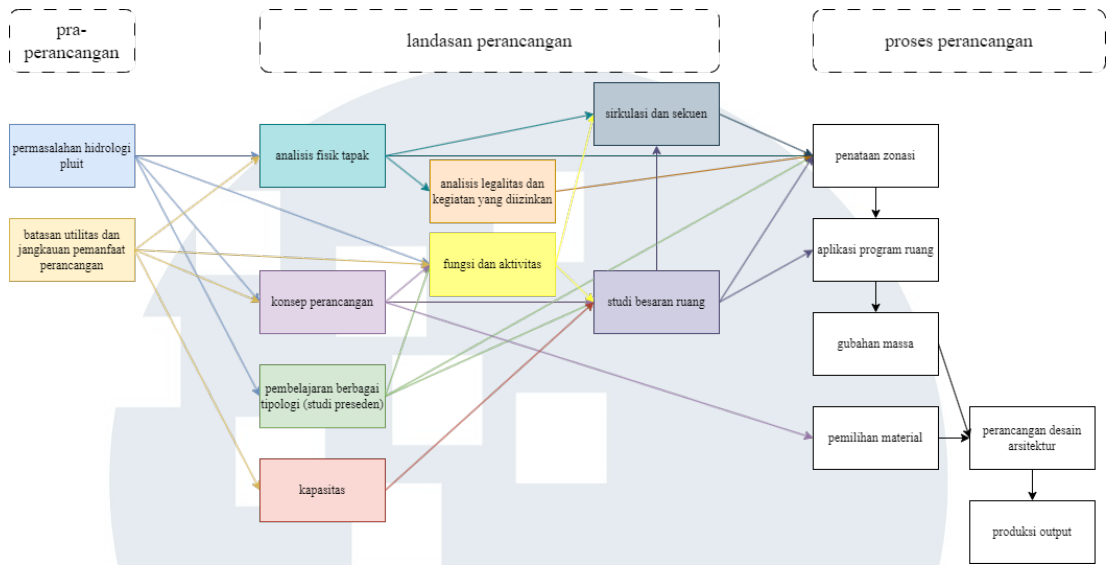 pra-
perancangan
landasan perancangan
proses perancangan
permasalahan hidrologi
pluit
batasan utilitas dan
jangkauan pemanfaat
perancangan
analisis fisik tapak
konsep perancangan
pembelajaran berbagai
tipologi (studi preseden)
kapasitas
analisis legalitas dan
kegiatan yang diizinkan
fungsi dan aktivitas
sirkulasi dan sekuen
studi besaran ruang
penataan zonasi
aplikasi program ruang
gubahan massa
pemilihan material
perancangan desain
arsitektur
produksi output